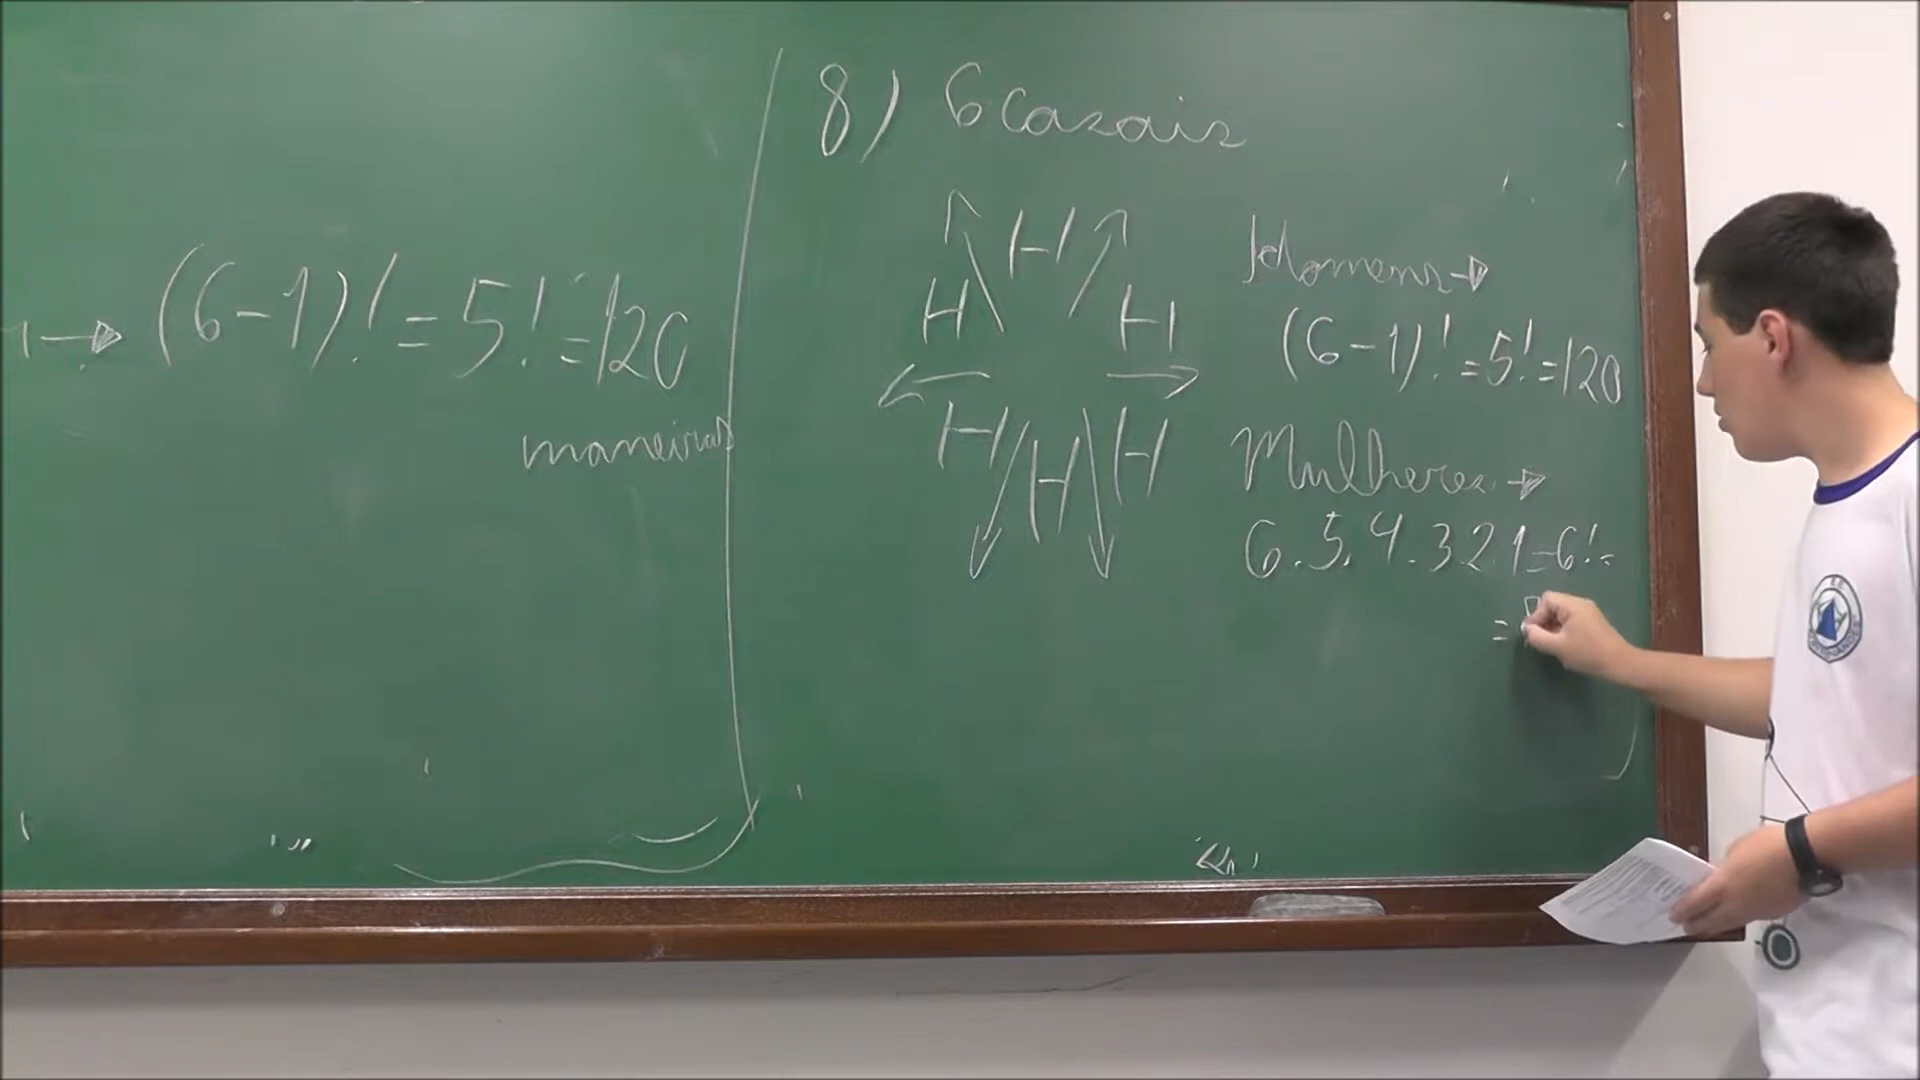 → (6-1)! = 5! = 120
maneiras
8) 6 casais
H
H
H
H
H
H
Homens →
(6-1)! = 5! = 120
Mulheres →
6.5.4.3.2.1 = 6! =
=